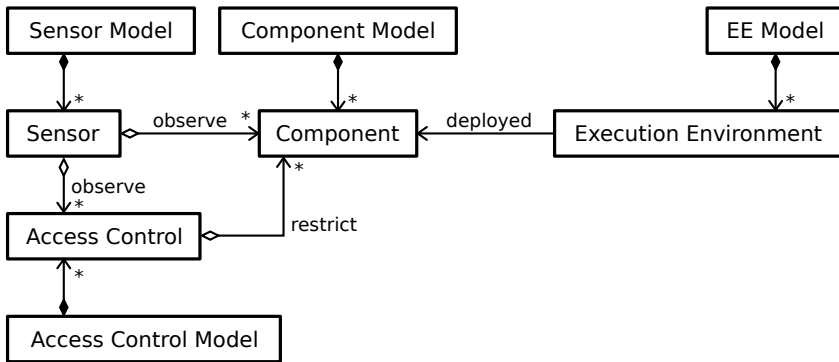 Sensor Model
Component Model
EE Model
*
*
*
Sensor
observe
*
Component
deployed
Execution Environment
observe
*
*
Access Control
restrict
*
Access Control Model